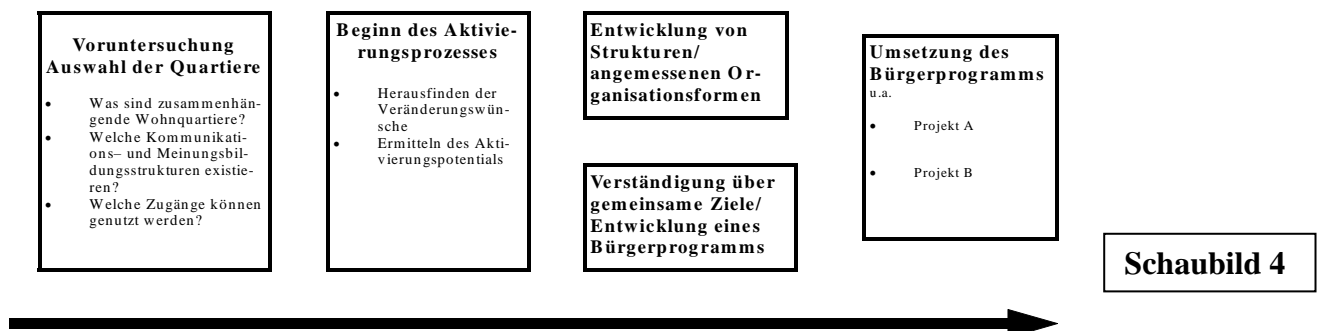 Voruntersuchung
Auswahl der Quartiere
• Was sind zusammenhän-
gende Wohnquartiere?
• Welche Kommunikati-
ons– und Meinungsbil-
dungsstrukturen existie-
ren?
• Welche Zugänge können
genutzt werden?
Beginn des Aktivie-
rungsprozesses
• Herausfinden der
Veränderungswün-
sche
• Ermitteln des Akti-
vierungspotentials
Entwicklung von
Strukturen/
angemessenen Or-
ganisationsformen
Verständigung über
gemeinsame Ziele/
Entwicklung eines
Bürgerprogramms
Umsetzung des
Bürgerprogramms
u.a.
• Projekt A
• Projekt B
Schaubild 4